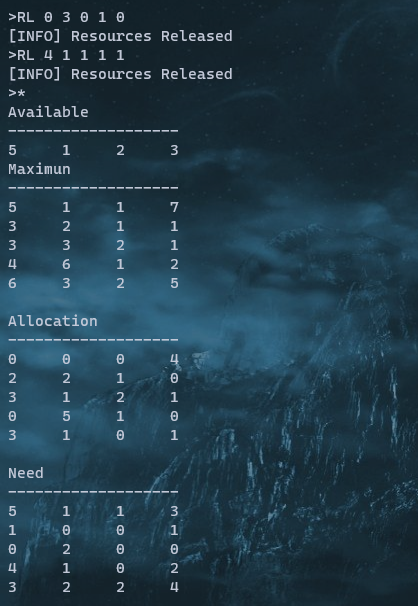 >RL 0 3 0 1 0
[INFO] Resources Released
>RL 4 1 1 1 1
[INFO] Resources Released
>*
Available
-------------------
5 1 2 3
Maximun
-------------------
5 1 1 7
3 2 1 1
3 3 2 1
4 6 1 2
6 3 2 5
Allocation
-------------------
0 0 0 4
2 2 1 0
3 1 2 1
0 5 1 0
3 1 0 1
Need
-------------------
5 1 1 3
1 0 0 1
0 2 0 0
4 1 0 2
3 2 2 4